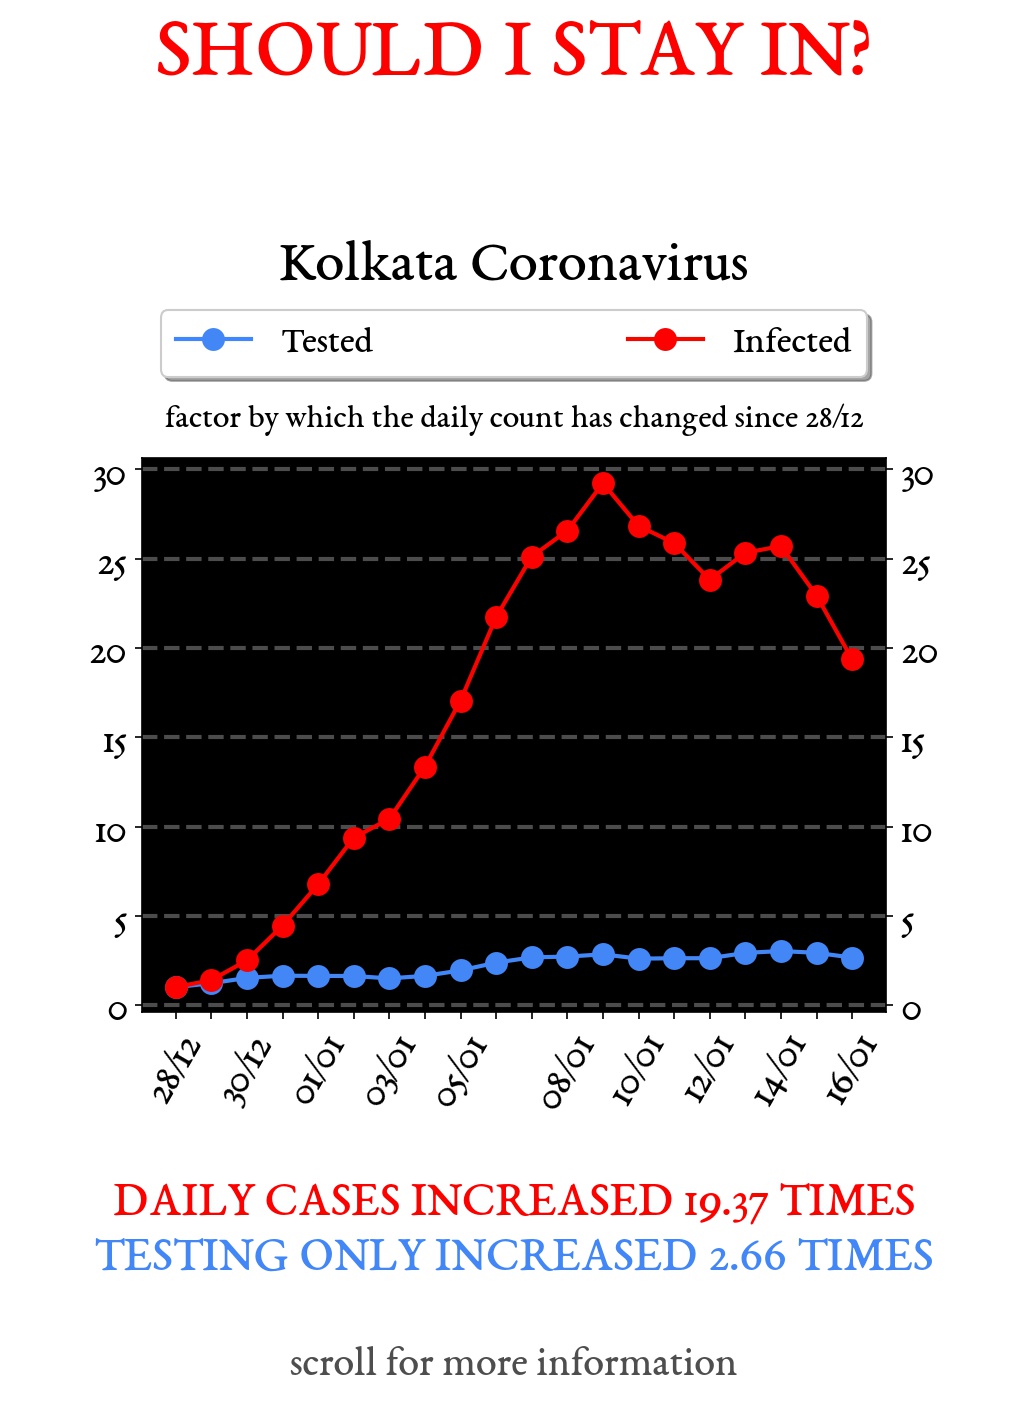 SHOULD I STAY IN?
Kolkata Coronavirus
Tested Infected
factor by which the daily count has changed since 28/12
30 30
25 25
20 20
15 15
10 10
5 5
0 0
28/12 30/12 01/01 03/01 05/01 08/01 10/01 12/01 14/01 16/01
DAILY CASES INCREASED 19.37 TIMES
TESTING ONLY INCREASED 2.66 TIMES
scroll for more information